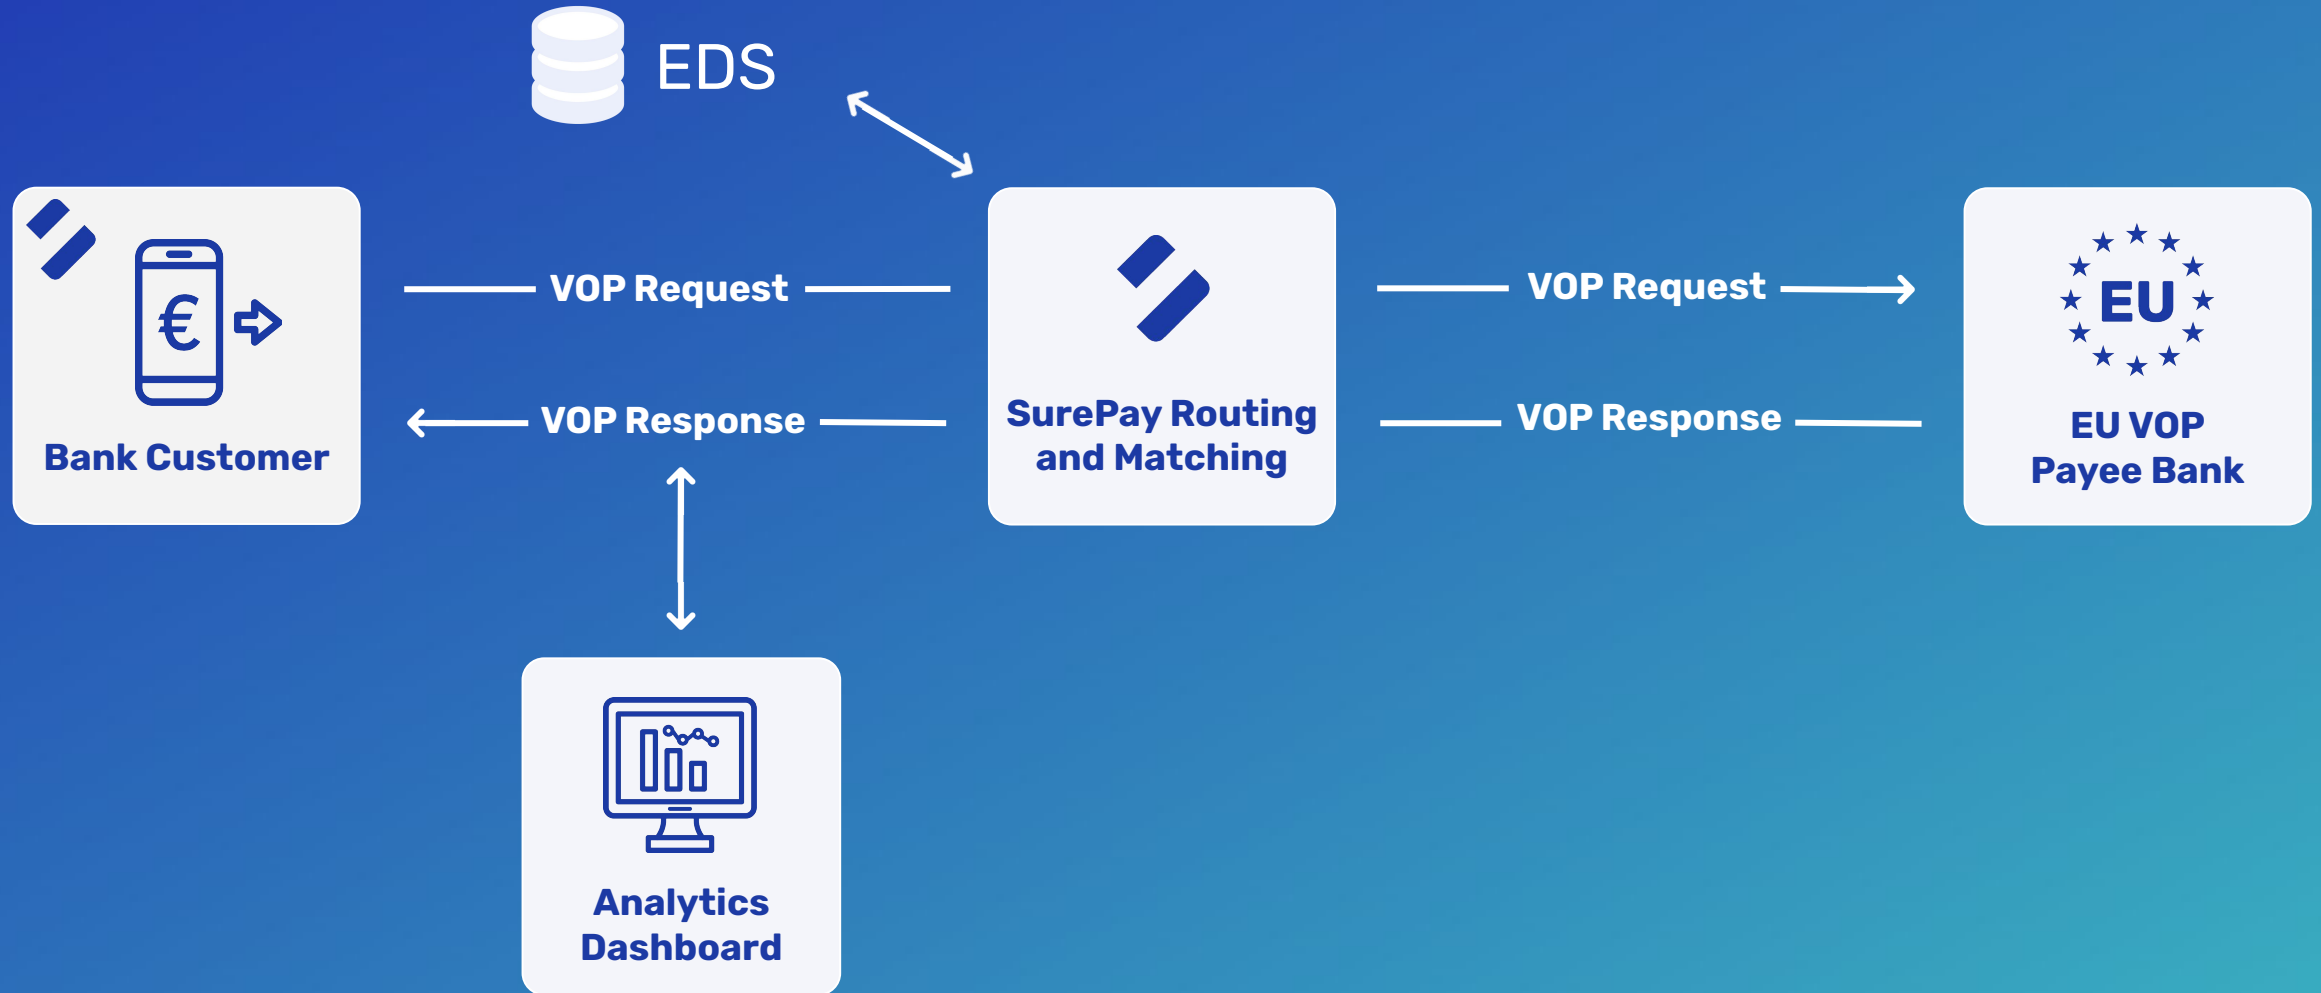 EDS
VOP Request
VOP Request
€
EU
VOP Response
VOP Response
Bank Customer
SurePay Routing
and Matching
EU VOP
Payee Bank
Analytics
Dashboard